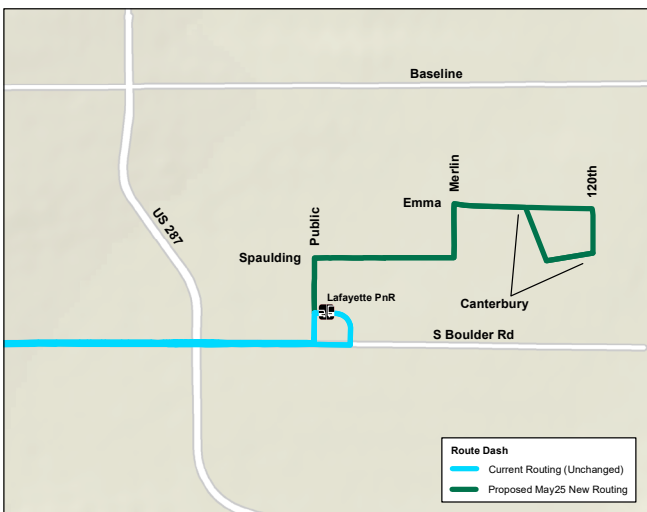 Baseline
Merlin
120th
Emma
Public
US 287
Spaulding
Lafayette PnR
Canterbury
S Boulder Rd
Route Dash
Current Routing (Unchanged)
Proposed May25 New Routing